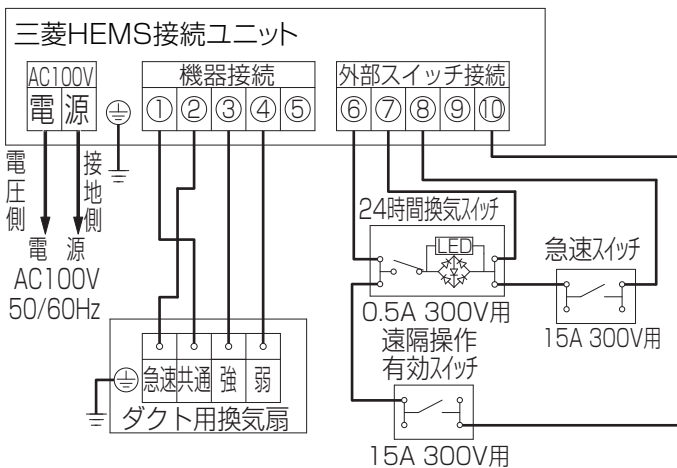 三菱HEMS接続ユニット
AC100V
電源
機器接続
① ② ③ ④ ⑤
外部スイッチ接続
⑥ ⑦ ⑧ ⑨ ⑩
電圧側
接地側
電源
AC100V
50/60Hz
24時間換気スイッチ
LED
0.5A 300V用
急速スイッチ
15A 300V用
遠隔操作
有効スイッチ
15A 300V用
急速 共通 強 弱
ダクト用換気扇